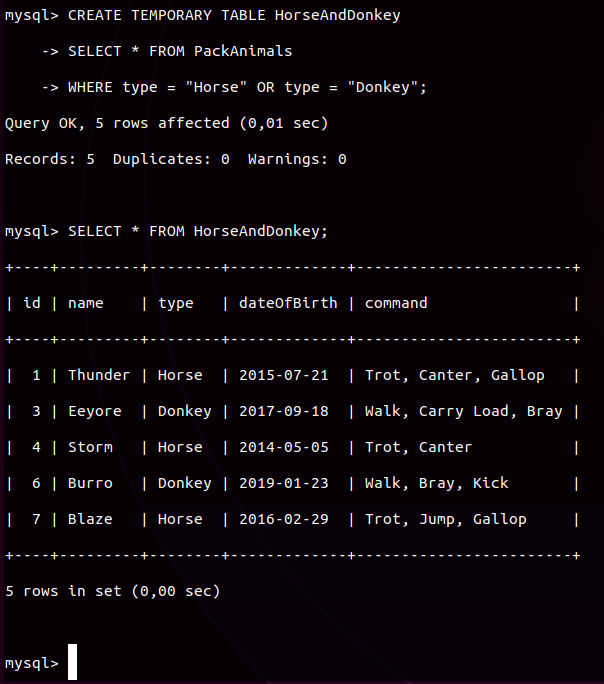 mysql> CREATE TEMPORARY TABLE HorseAndDonkey
    -> SELECT * FROM PackAnimals
    -> WHERE type = "Horse" OR type = "Donkey";
Query OK, 5 rows affected (0,01 sec)
Records: 5  Duplicates: 0  Warnings: 0
mysql> SELECT * FROM HorseAndDonkey;
+----+---------+--------+-------------+------------------------+
| id | name    | type   | dateOfBirth | command                |
+----+---------+--------+-------------+------------------------+
|  1 | Thunder | Horse  | 2015-07-21  | Trot, Canter, Gallop   |
|  3 | Eeyore  | Donkey | 2017-09-18  | Walk, Carry Load, Bray |
|  4 | Storm   | Horse  | 2014-05-05  | Trot, Canter           |
|  6 | Burro   | Donkey | 2019-01-23  | Walk, Bray, Kick       |
|  7 | Blaze   | Horse  | 2016-02-29  | Trot, Jump, Gallop     |
+----+---------+--------+-------------+------------------------+
5 rows in set (0,00 sec)
mysql>